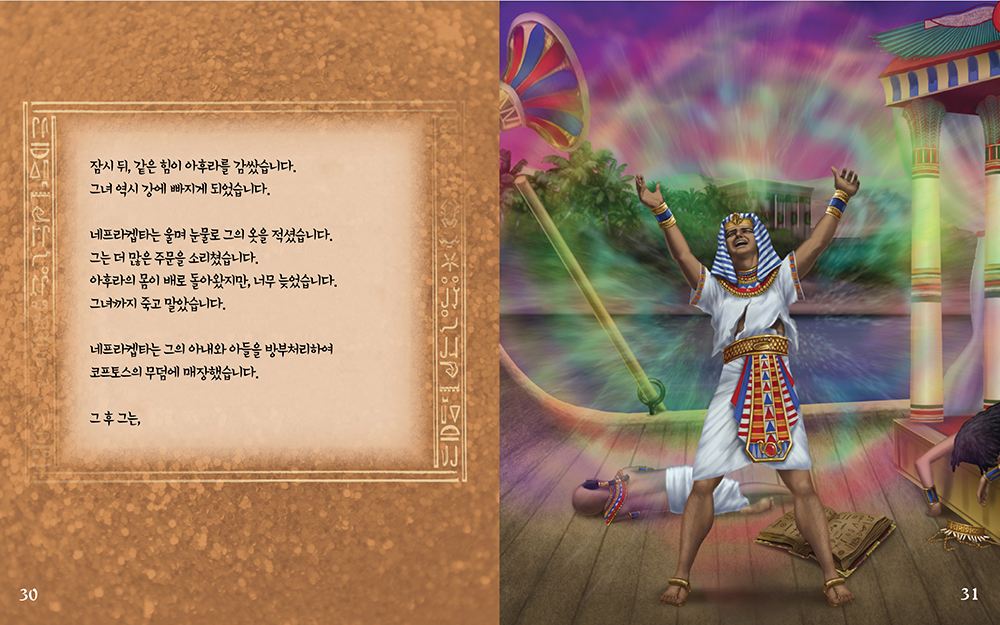 잠시 뒤, 같은 힘이 아후라를 감쌌습니다.
그녀 역시 강에 빠지게 되었습니다.
네프라켑타는 울며 눈물로 그의 옷을 적셨습니다.
그는 더 많은 주문을 소리쳤습니다.
아후라의 몸이 배로 돌아왔지만, 너무 늦었습니다.
그녀까지 죽고 말았습니다.
네프라켑타는 그의 아내와 아들을 방부처리하여
코프토스의 무덤에 매장했습니다.
그 후 그는,
30
31